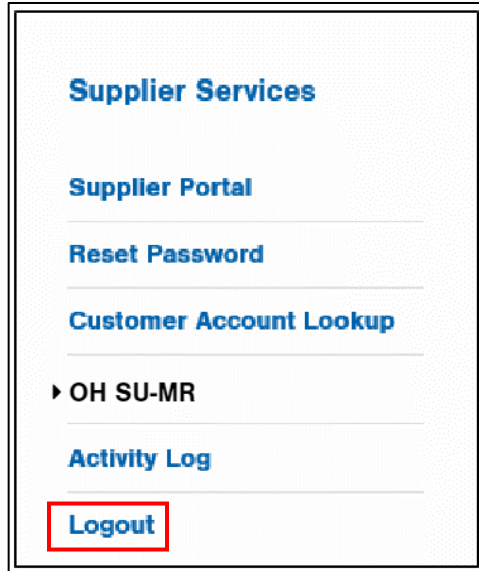 Supplier Services
Supplier Portal
Reset Password
Customer Account Lookup
OH SU-MR
Activity Log
Logout